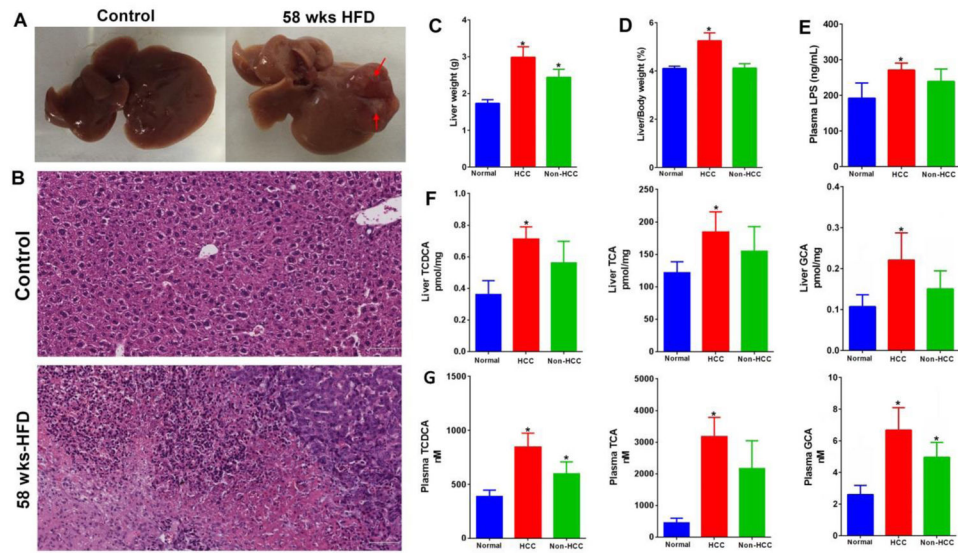 A
Control
58 wks HFD
B
Control
58 wks-HFD
C
Liver weight (g)
4
3
2
1
0
Normal
HCC
Non-HCC
*
*
D
Liver/Body weight (%)
6
4
2
0
Normal
HCC
Non-HCC
*
E
Plasma LPS (ng/mL)
400
300
200
100
0
Normal
HCC
Non-HCC
*
F
Liver TCDCA
pmol/mg
1.0
0.8
0.6
0.4
0.2
0.0
Normal
HCC
Non-HCC
*
Liver TCA
pmol/mg
250
200
150
100
50
0
Normal
HCC
Non-HCC
*
Liver GCA
pmol/mg
0.4
0.3
0.2
0.1
0.0
Normal
HCC
Non-HCC
*
G
Plasma TCDCA
nM
1500
1000
500
0
Normal
HCC
Non-HCC
*
*
Plasma TCA
nM
5000
4000
3000
2000
1000
0
Normal
HCC
Non-HCC
*
Plasma GCA
nM
10
8
6
4
2
0
Normal
HCC
Non-HCC
*
*